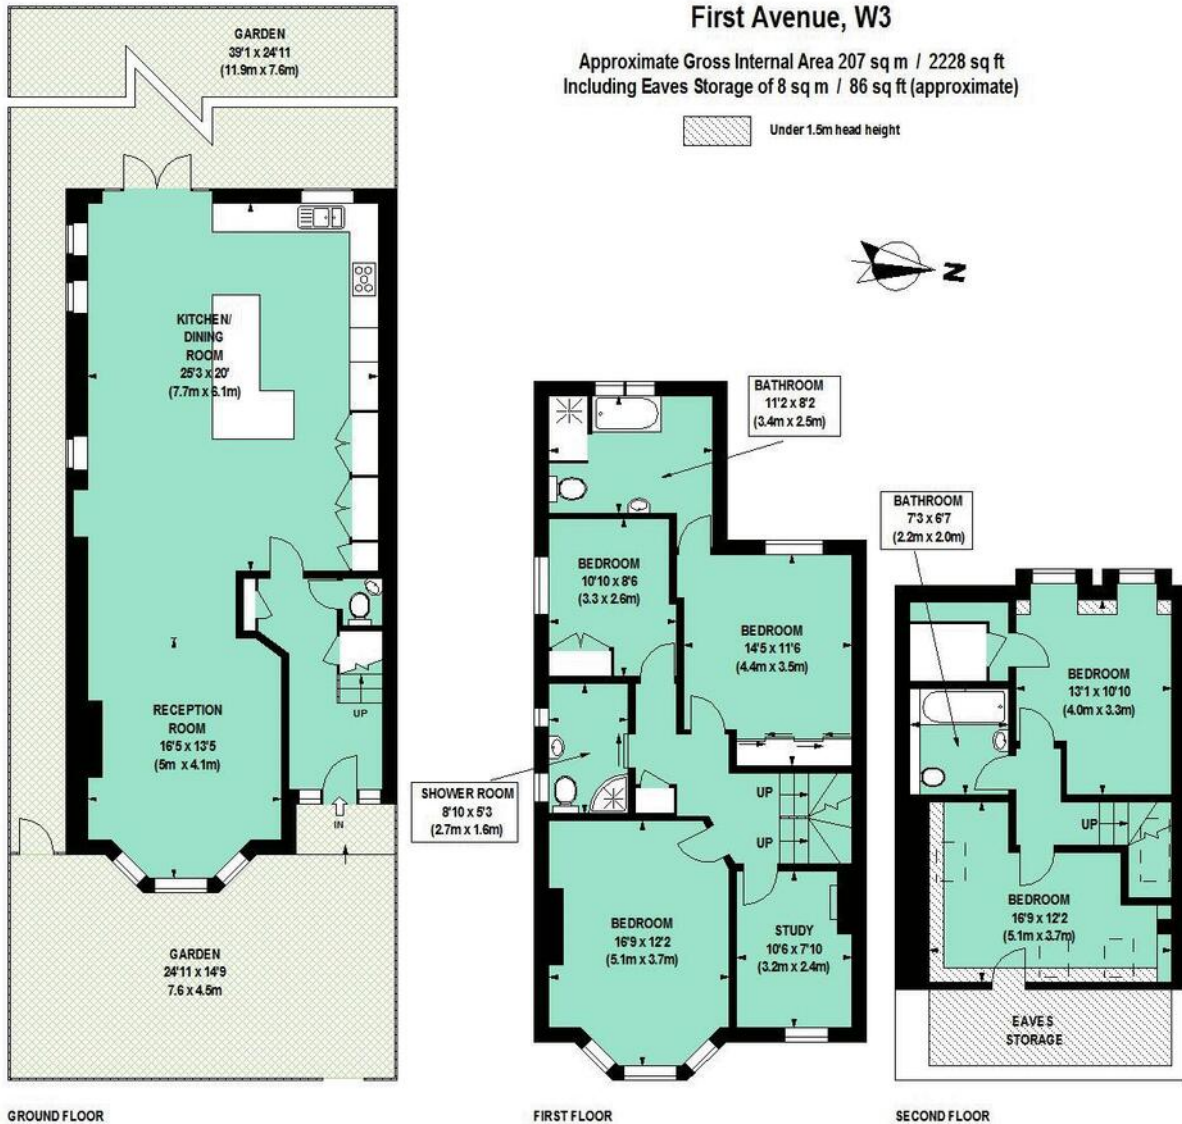 First Avenue, W3
Approximate Gross Internal Area 207 sq m / 2228 sq ft
Including Eaves Storage of 8 sq m / 86 sq ft (approximate)
Under 1.5m head height
N
GARDEN
39'1 x 24'11
(11.9m x 7.6m)
KITCHEN/
DINING
ROOM
25'3 x 20'
(7.7m x 6.1m)
RECEPTION
ROOM
16'5 x 13'5
(5m x 4.1m)
UP
IN
GARDEN
24'11 x 14'9
7.6 x 4.5m
GROUND FLOOR
BATHROOM
11'2 x 8'2
(3.4m x 2.5m)
BEDROOM
10'10 x 8'6
(3.3 x 2.6m)
BEDROOM
14'5 x 11'6
(4.4m x 3.5m)
SHOWER ROOM
8'10 x 5'3
(2.7m x 1.6m)
UP
UP
BEDROOM
16'9 x 12'2
(5.1m x 3.7m)
STUDY
10'6 x 7'10
(3.2m x 2.4m)
FIRST FLOOR
BATHROOM
7'3 x 6'7
(2.2m x 2.0m)
BEDROOM
13'1 x 10'10
(4.0m x 3.3m)
UP
BEDROOM
16'9 x 12'2
(5.1m x 3.7m)
EAVES
STORAGE
SECOND FLOOR